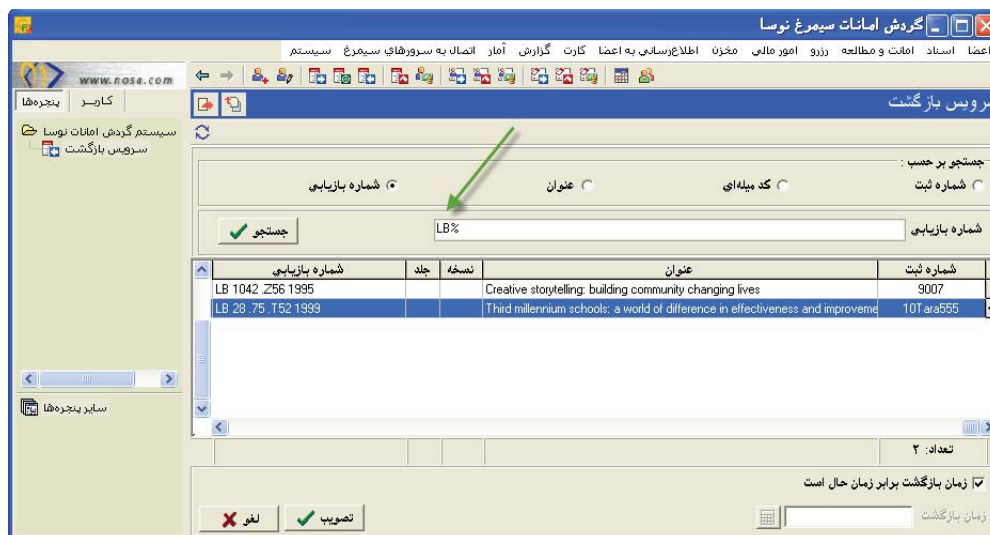 گردش امانات سیمرغ نوسا
اعضا اسناد امانت و مطالعه رزرو امور مالی مخزن اطلاع‌رسانی به اعضا کارت گزارش آمار اتصال به سرورهای سیمرغ سیستم
www.nosa.com
پنجره‌ها کاربر
سرویس بازگشت
سیستم گردش امانات نوسا
سرویس بازگشت
جستجو بر حسب :
شماره ثبت کد میله‌ای عنوان شماره بازیابی
شماره بازیابی LB% جستجو
شماره ثبت عنوان نسخه جلد شماره بازیابی
9007 Creative storytelling: building community changing lives LB 1042 .Z56 1995
10Tara555 Third millennium schools: a world of difference in effectiveness and improveme LB 28 .75 .T52 1999
سایر پنجره‌ها
تعداد: ۲
زمان بازگشت برابر زمان حال است
زمان بازگشت تصویب لغو